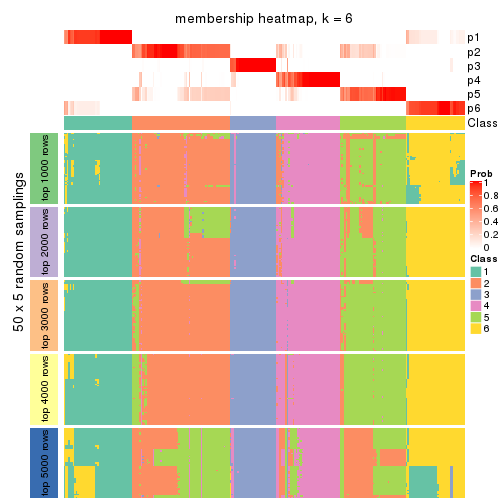 membership heatmap, k = 6
p1
p2
p3
p4
p5
p6
Class
50 x 5 random samplings
top 1000 rows
top 2000 rows
top 3000 rows
top 4000 rows
top 5000 rows
Prob
1
0.8
0.6
0.4
0.2
0
Class
1
2
3
4
5
6